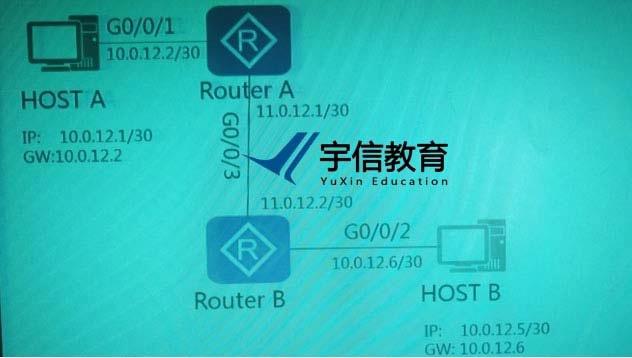 G0/0/1
10.0.12.2/30
R
HOST A
Router A
IP: 10.0.12.1/30
GW:10.0.12.2
11.0.12.1/30
G0/0/3
宇信教育
YuXin Education
11.0.12.2/30
R
G0/0/2
10.0.12.6/30
Router B
HOST B
IP: 10.0.12.5/30
GW: 10.0.12.6